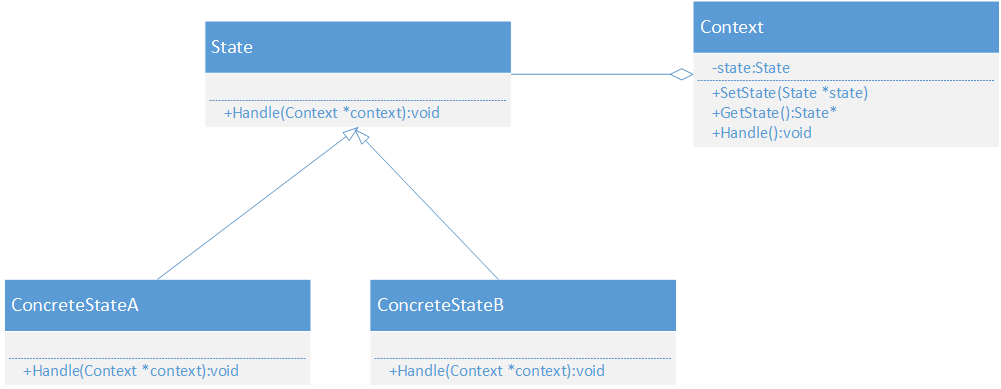 State
+Handle(Context *context):void
Context
-state:State
+SetState(State *state)
+GetState():State*
+Handle():void
ConcreteStateA
+Handle(Context *context):void
ConcreteStateB
+Handle(Context *context):void